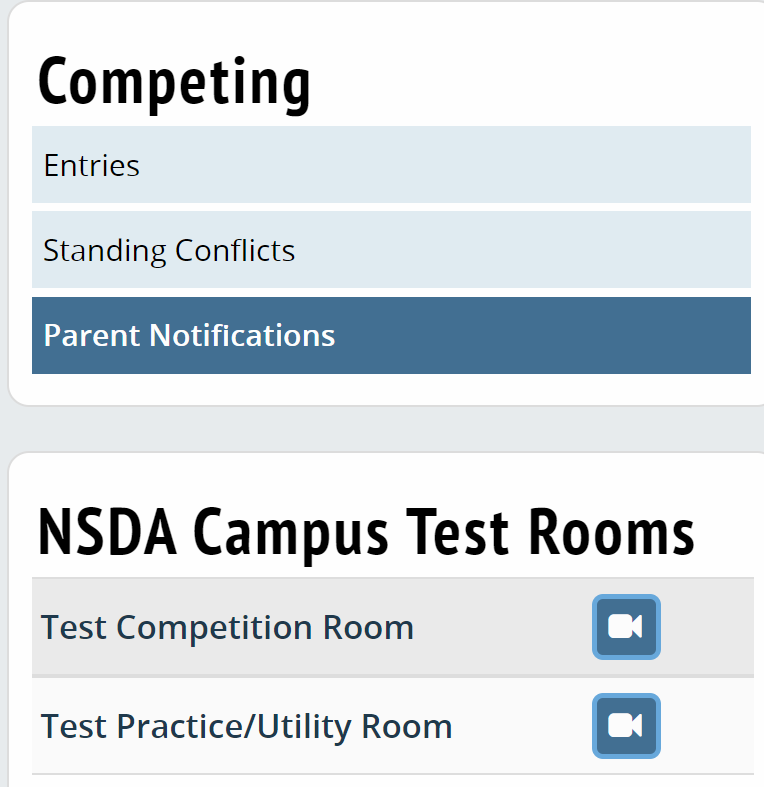 Competing
Entries
Standing Conflicts
Parent Notifications
NSDA Campus Test Rooms
Test Competition Room
Test Practice/Utility Room